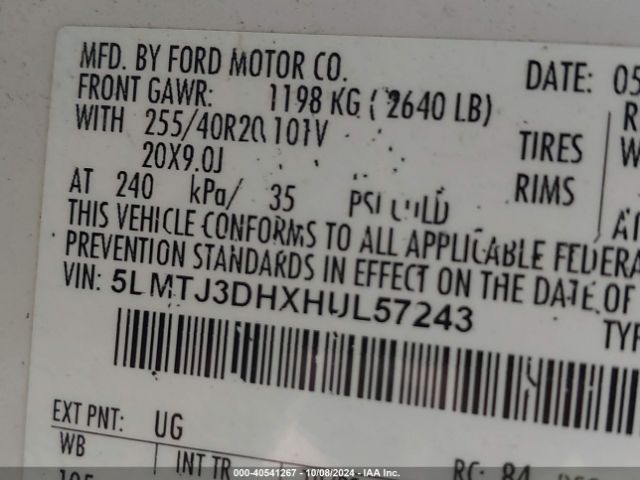 MFD. BY FORD MOTOR CO.
DATE: 05
FRONT GAWR: 1198 KG ( 2640 LB)
WITH 255/40R20 101V TIRES
20X9.0J RIMS
AT 240 kPa/ 35 PSI COLD
THIS VEHICLE CONFORMS TO ALL APPLICABLE FEDERA
PREVENTION STANDARDS IN EFFECT ON THE DATE OF
VIN: 5LMTJ3DHXHUL57243
TYP
EXT PNT: UG
WB INT TR
RC: 84
000-40541267 - 10/08/2024 - IAA Inc.